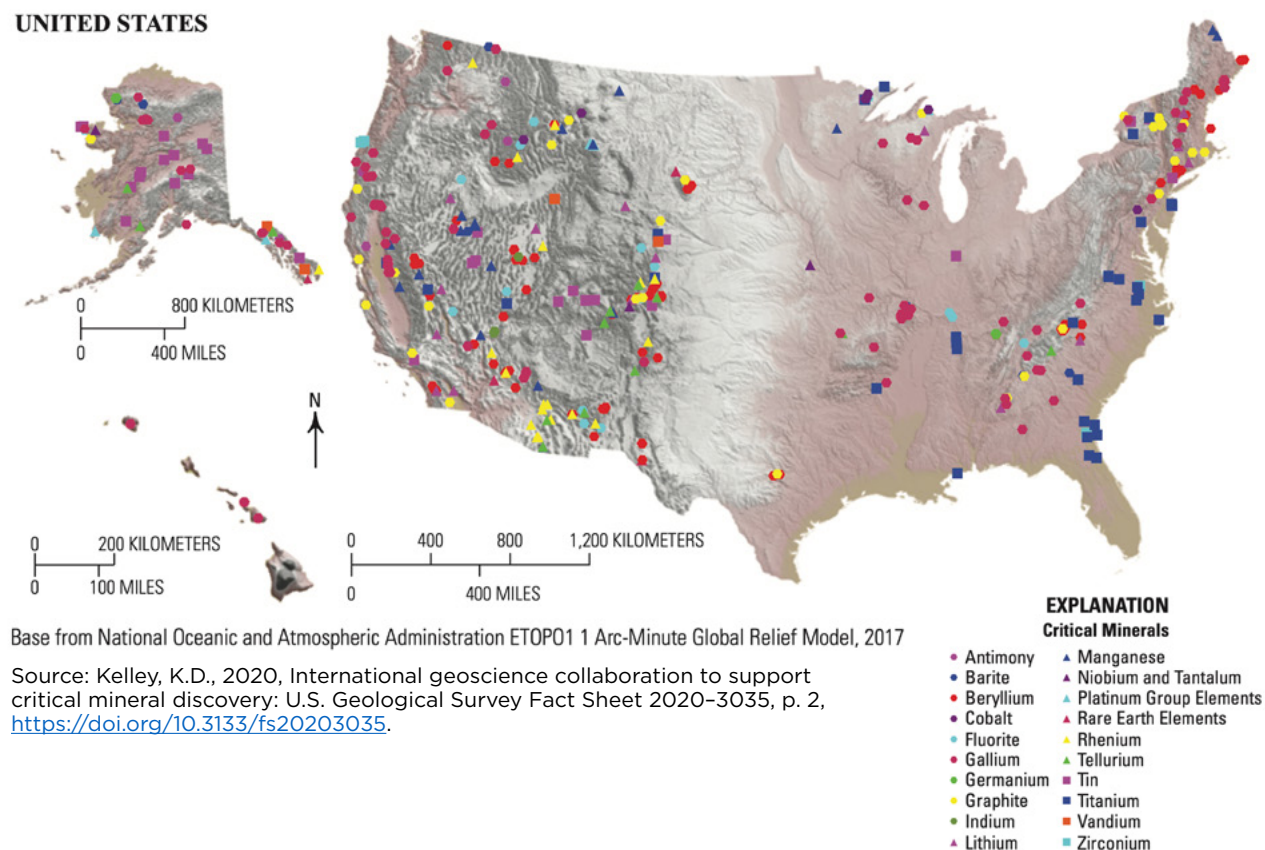 UNITED STATES
0 800 KILOMETERS
0 400 MILES
N
0 200 KILOMETERS
0 100 MILES
0 400 800 1,200 KILOMETERS
0 400 MILES
Base from National Oceanic and Atmospheric Administration ETOPO1 1 Arc-Minute Global Relief Model, 2017
Source: Kelley, K.D., 2020, International geoscience collaboration to support
critical mineral discovery: U.S. Geological Survey Fact Sheet 2020–3035, p. 2,
https://doi.org/10.3133/fs20203035.
EXPLANATION
Critical Minerals
Antimony
Barite
Beryllium
Cobalt
Fluorite
Gallium
Germanium
Graphite
Indium
Lithium
Manganese
Niobium and Tantalum
Platinum Group Elements
Rare Earth Elements
Rhenium
Tellurium
Tin
Titanium
Vandium
Zirconium